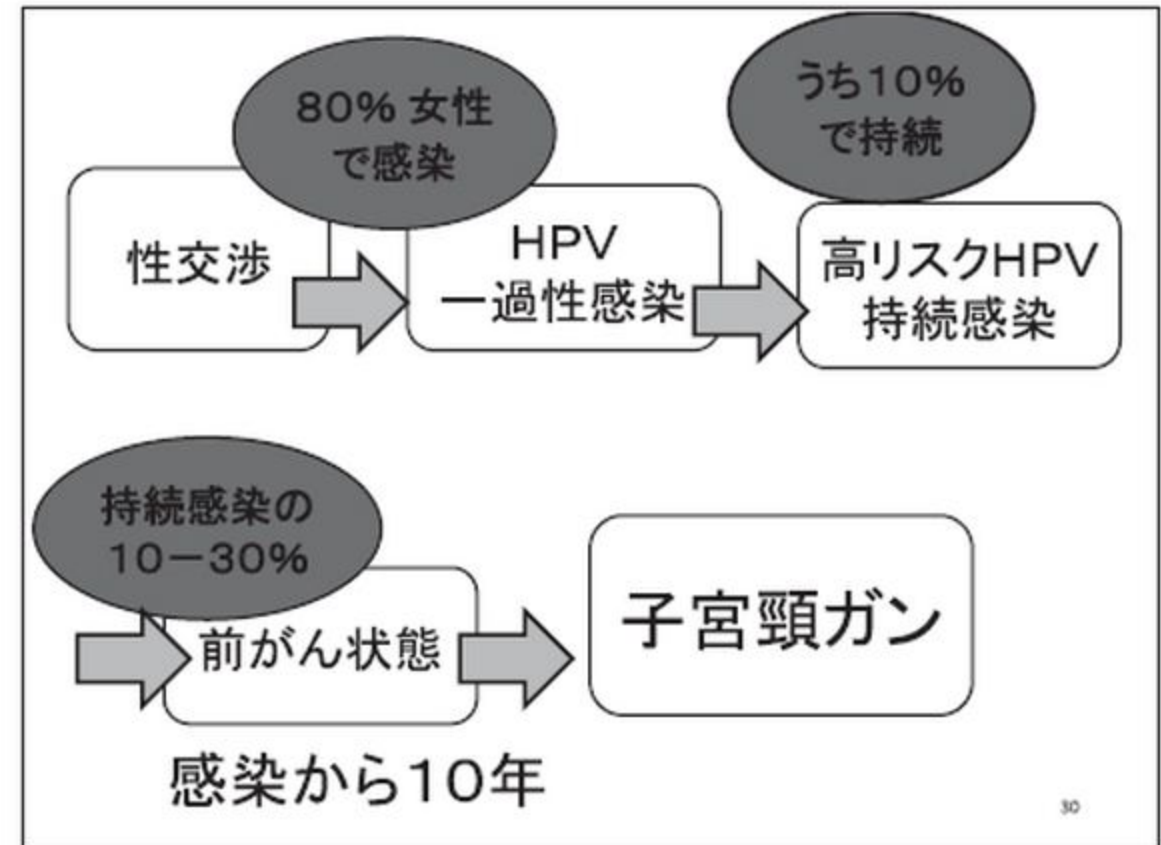 80% 女性
で感染
うち10%
で持続
性交渉
HPV
一過性感染
高リスクHPV
持続感染
持続感染の
10－30%
前がん状態
子宮頸ガン
感染から10年
30